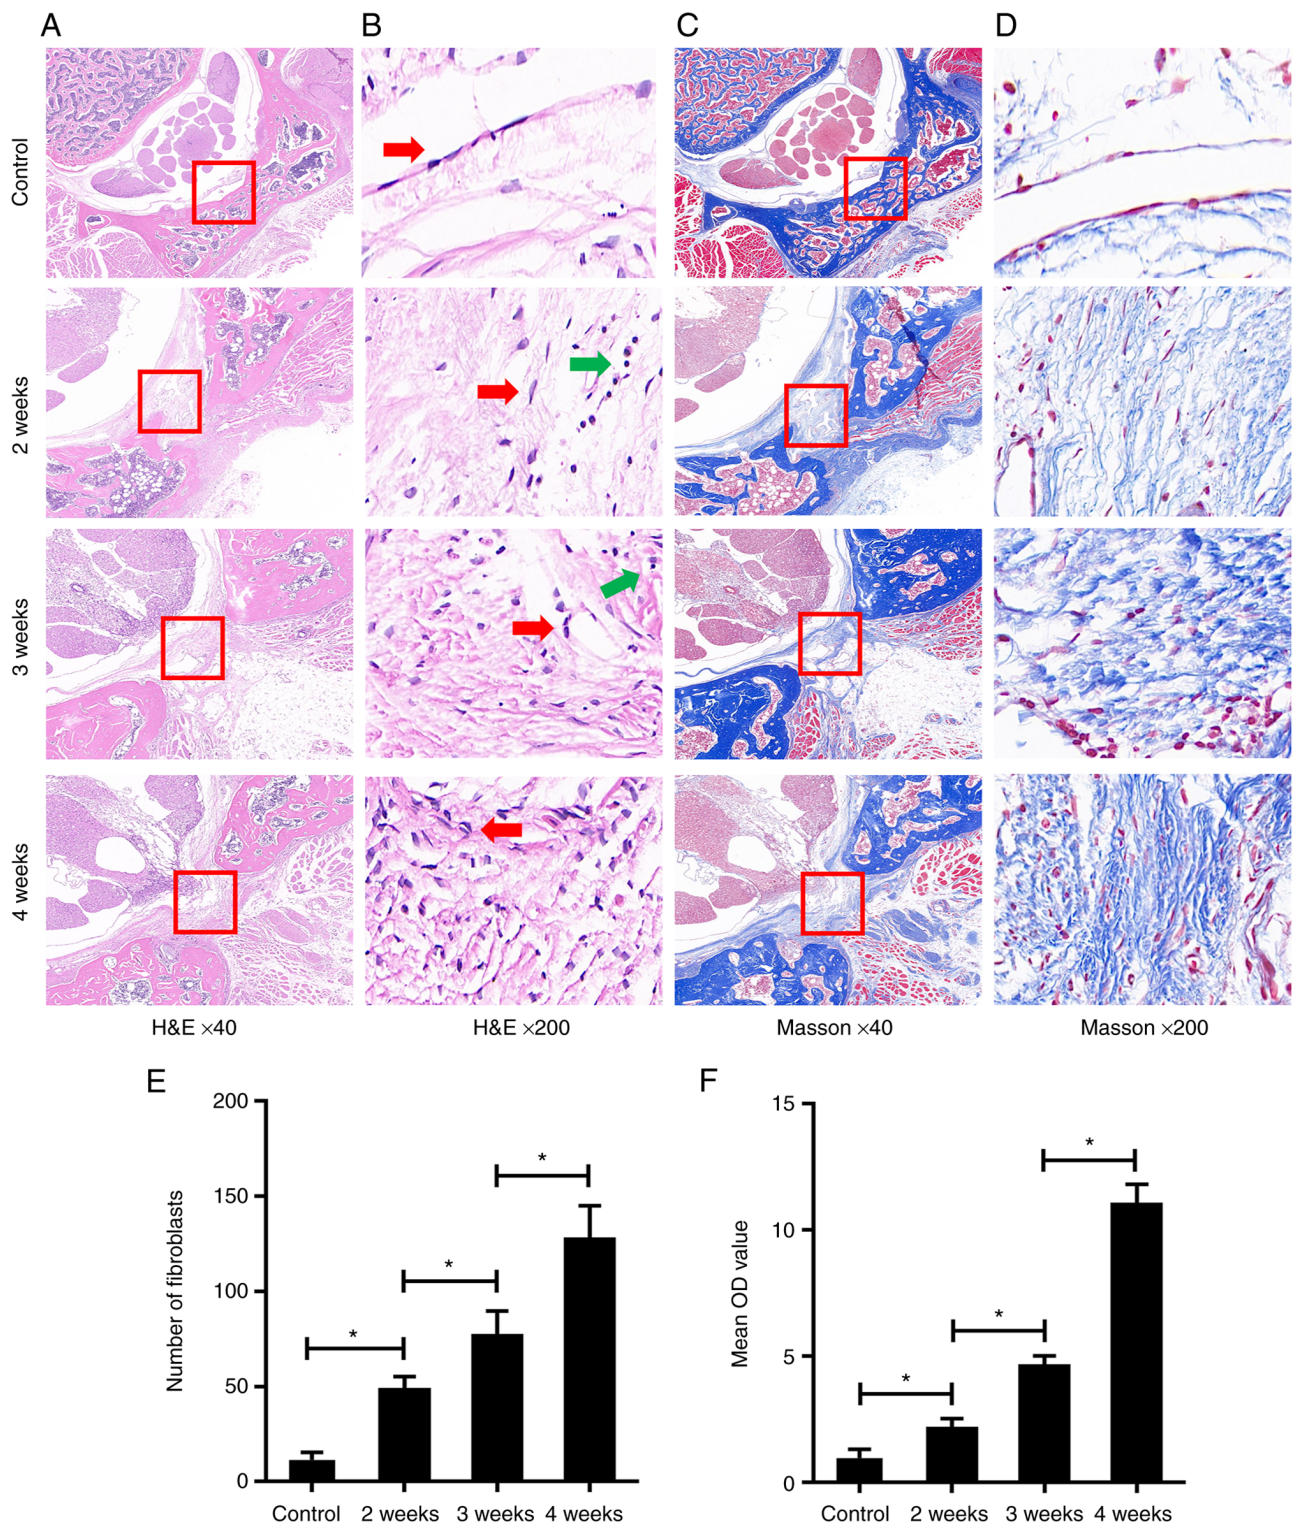 A B C D
Control
2 weeks
3 weeks
4 weeks
H&E ×40 H&E ×200 Masson ×40 Masson ×200
E
Number of fibroblasts
200
150
100
50
0
*
*
*
Control 2 weeks 3 weeks 4 weeks
F
Mean OD value
15
10
5
0
*
*
*
Control 2 weeks 3 weeks 4 weeks